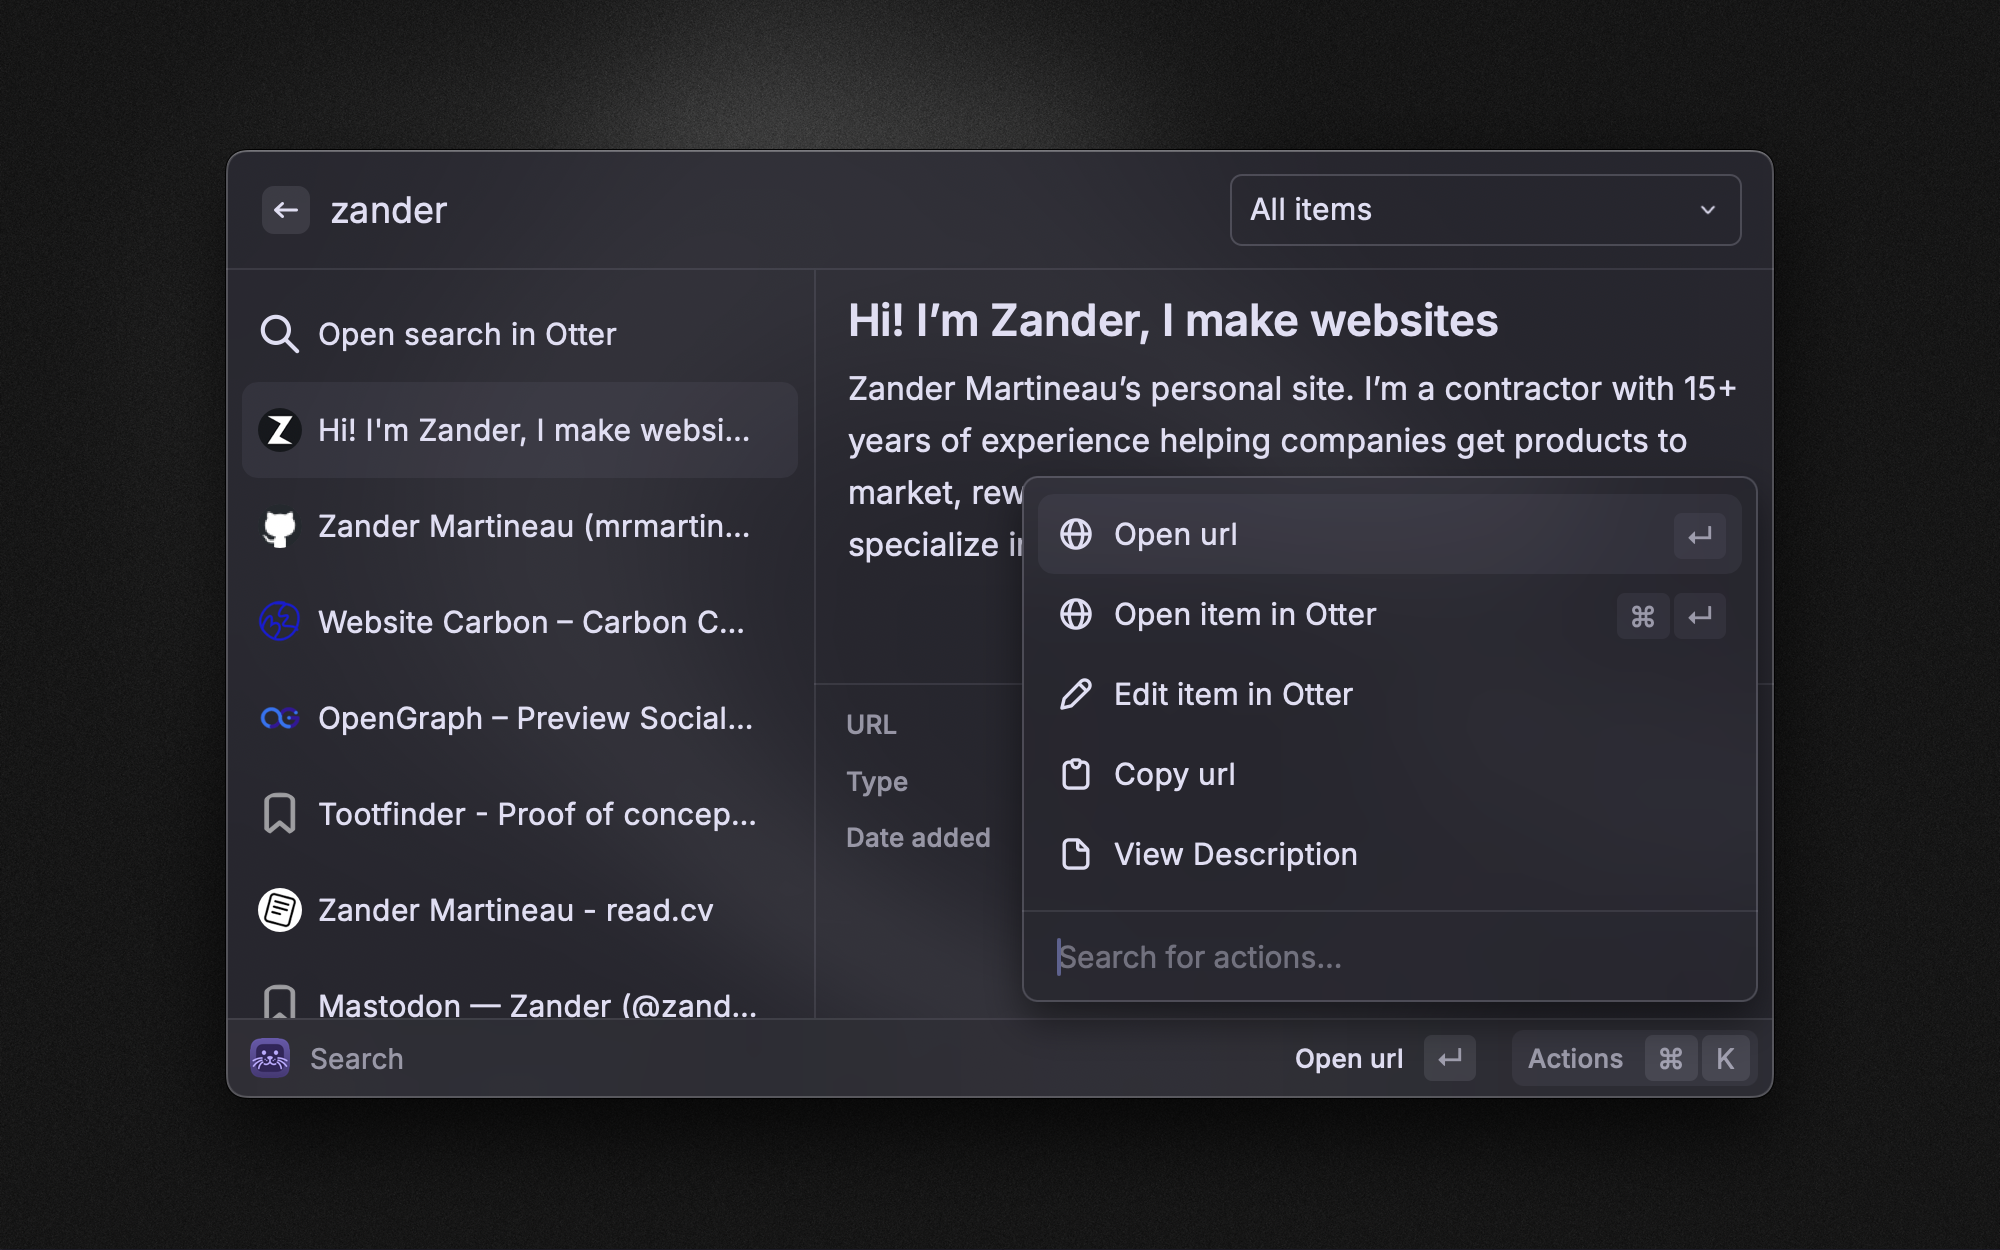 zander
All items
Open search in Otter
Hi! I'm Zander, I make websi...
Zander Martineau (mrmartin...
Website Carbon – Carbon C...
OpenGraph – Preview Social...
Tootfinder - Proof of concep...
Zander Martineau - read.cv
Mastodon — Zander (@zand...
Hi! I’m Zander, I make websites
Zander Martineau’s personal site. I’m a contractor with 15+
years of experience helping companies get products to
market,
specialize
URL
Type
Date added
Open url
Open item in Otter ⌘
Edit item in Otter
Copy url
View Description
Search for actions...
Search
Open url
Actions ⌘ K